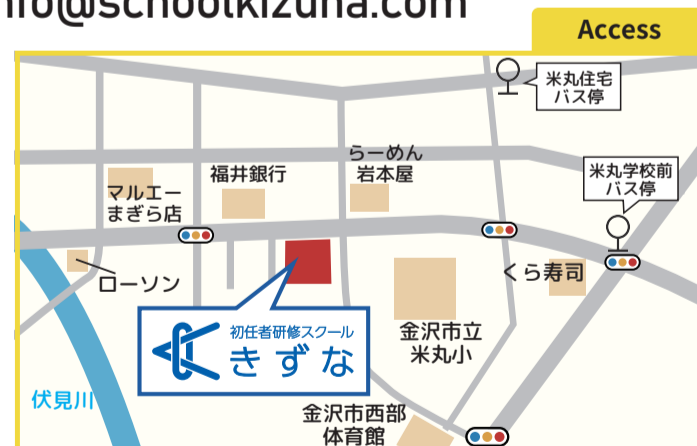 nfo@schoolkizuna.com
Access
米丸住宅
バス停
らーめん
岩本屋
福井銀行
米丸学校前
バス停
マルエー
まぎら店
ローソン
くら寿司
初任者研修スクール
きずな
金沢市立
米丸小
伏見川
金沢市西部
体育館